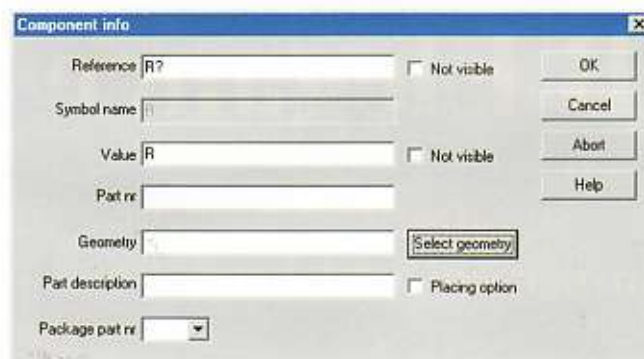 Component info
Reference R? Not visible OK
Symbol name R Cancel
Value R Not visible Abort
Part nr Help
Geometry Select geometry
Part description Placing option
Package part nr